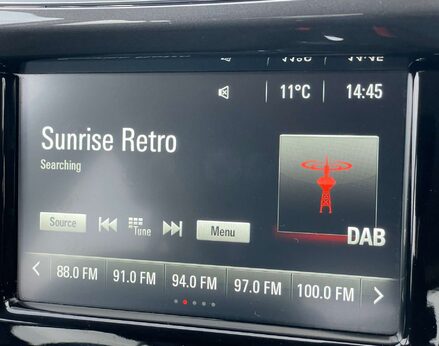 11°C 14:45
Sunrise Retro
Searching
Source Tune Menu
DAB
88.0 FM 91.0 FM 94.0 FM 97.0 FM 100.0 FM